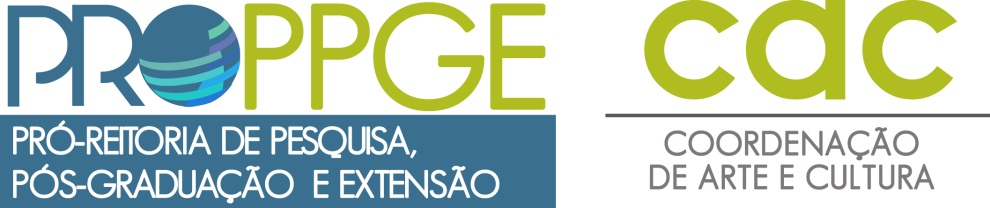 PROPPGE
PRÓ-REITORIA DE PESQUISA,
PÓS-GRADUAÇÃO E EXTENSÃO
cac
COORDENAÇÃO
DE ARTE E CULTURA